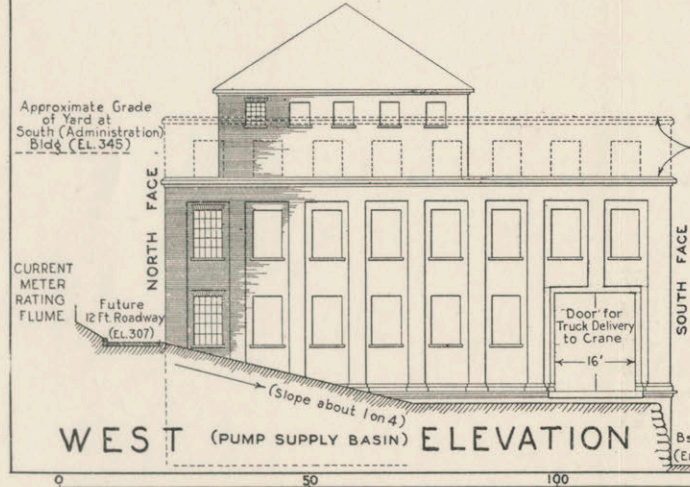 Approximate Grade
of Yard at
South (Administration)
Bldg (EL. 345)
NORTH FACE
CURRENT
METER
RATING
FLUME
Future
12 Ft. Roadway
(EL. 307)
(Slope about 1 on 4)
"Door" for
Truck Delivery
to Crane
16'
SOUTH FACE
WEST (PUMP SUPPLY BASIN) ELEVATION
0 50 100